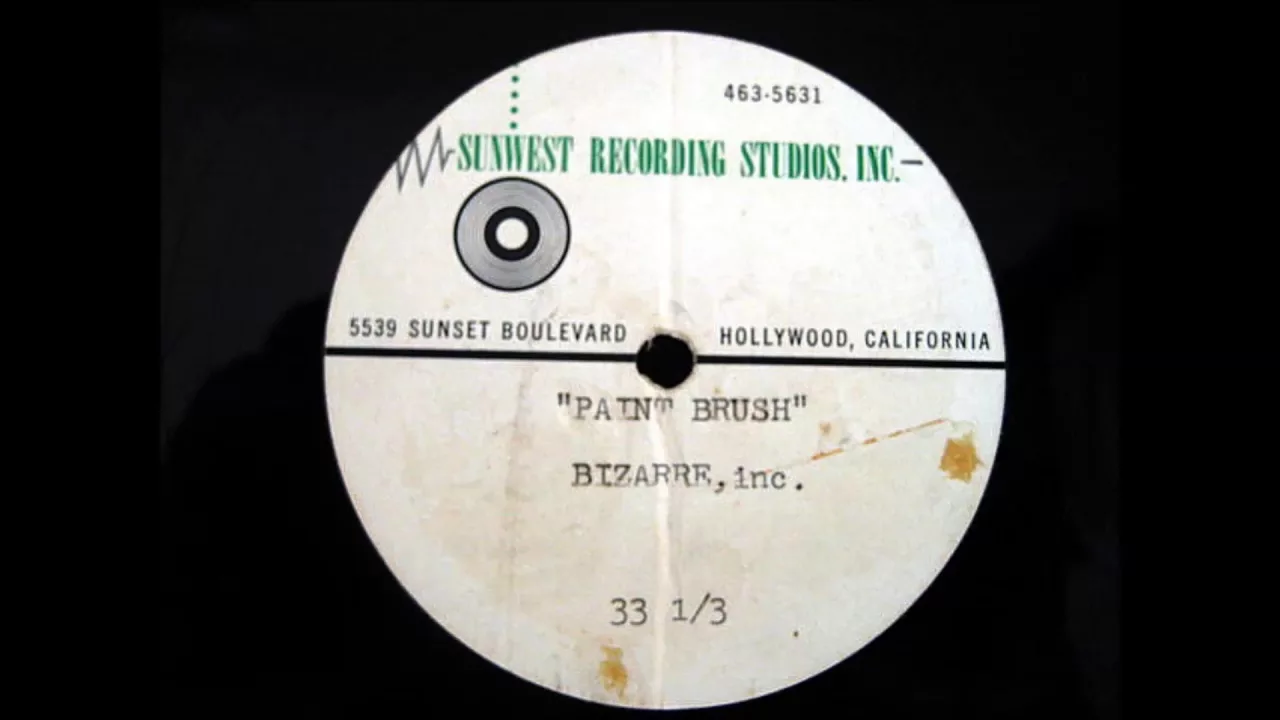 463-5631
SUNWEST RECORDING STUDIOS, INC.
5539 SUNSET BOULEVARD HOLLYWOOD, CALIFORNIA
"PAINT BRUSH"
BIZARRE, inc.
33 1/3